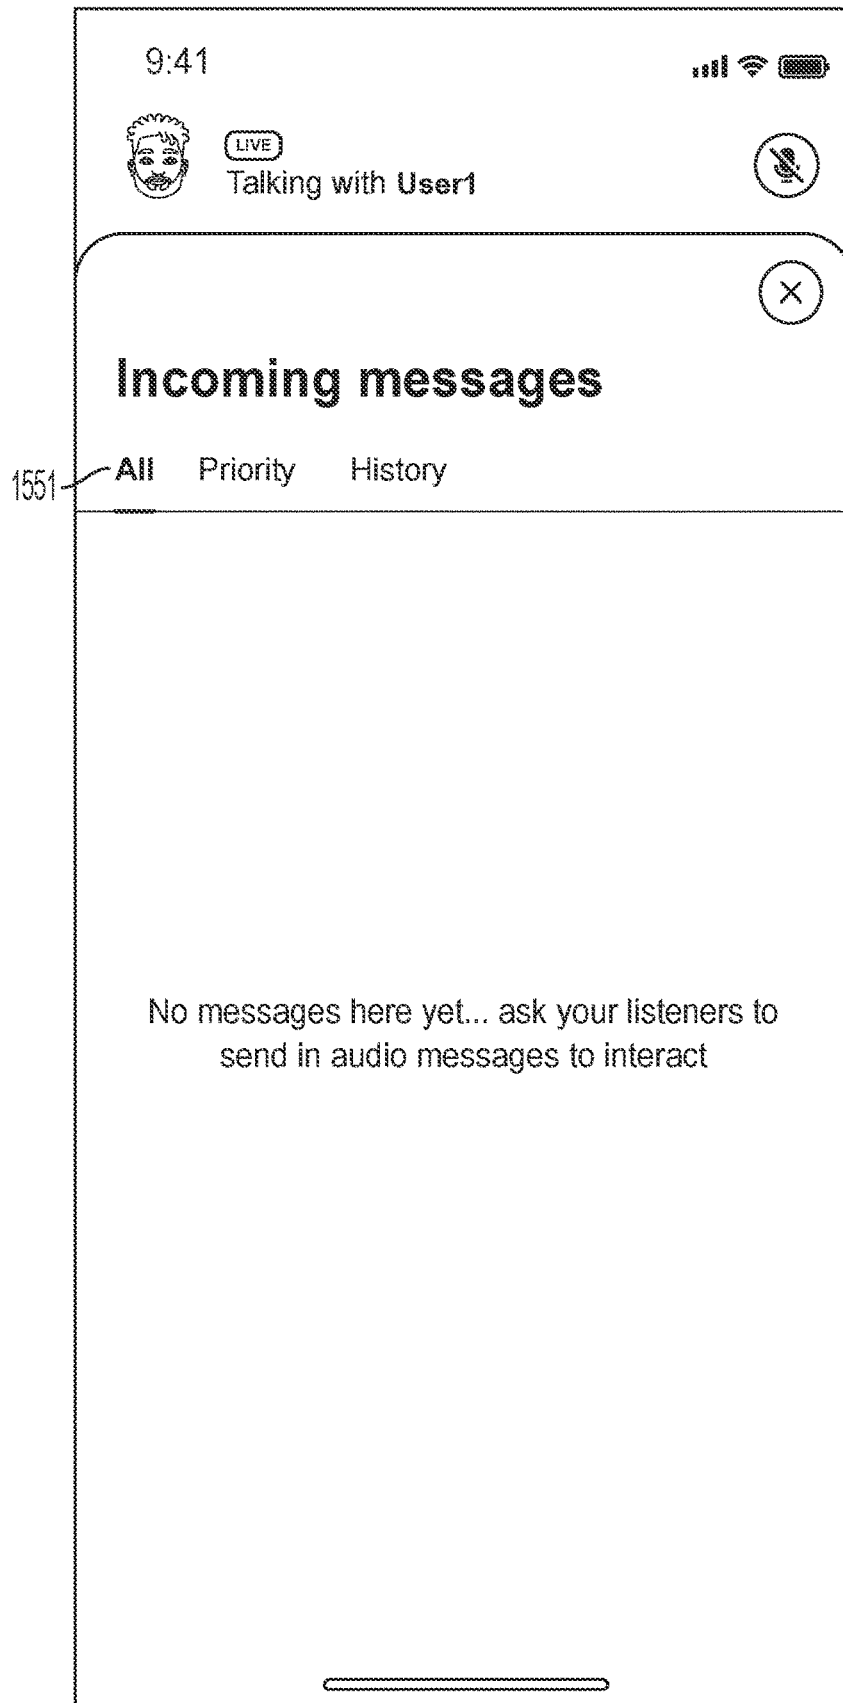 9:41
LIVE
Talking with User1
Incoming messages
1551 All Priority History
No messages here yet... ask your listeners to
send in audio messages to interact